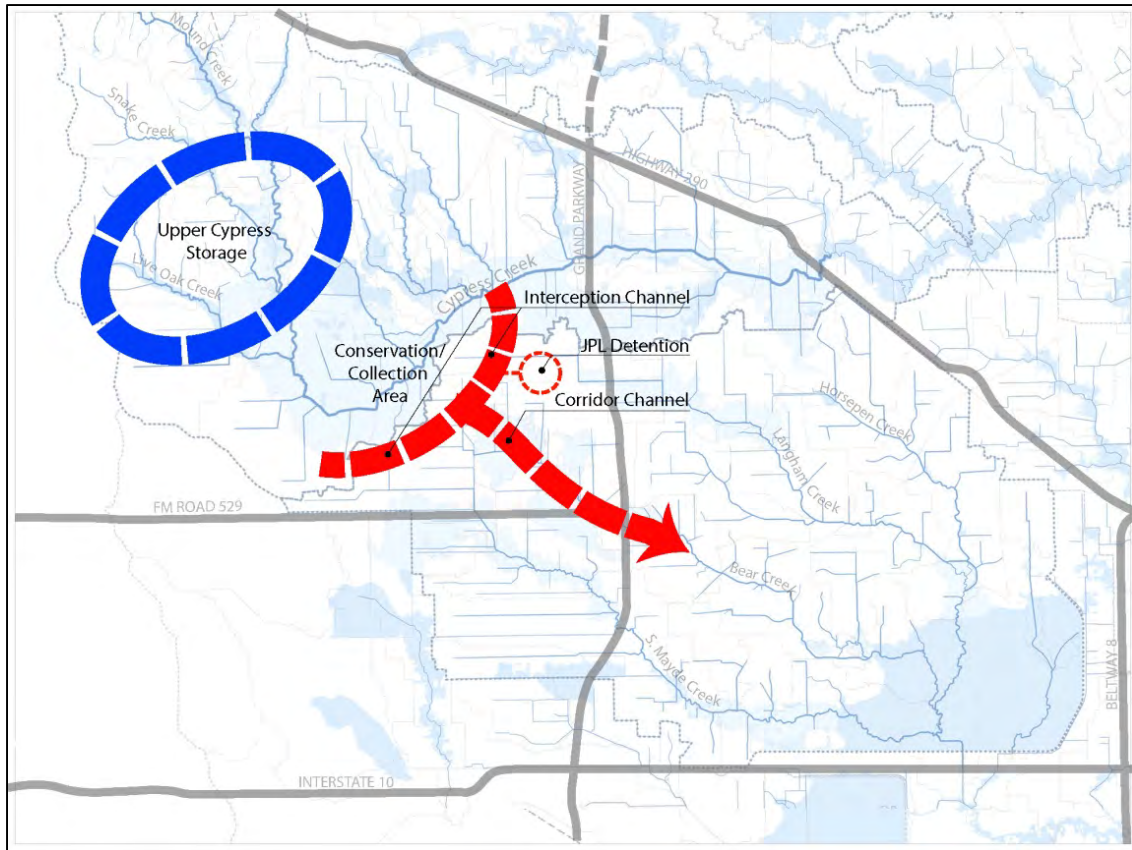 Mound Creek
Snake Creek
HIGHWAY 290
GRAND PARKWAY
Upper Cypress
Storage
Live Oak Creek
Cypress Creek
Interception Channel
Conservation/
Collection
Area
JPL Detention
Corridor Channel
Horsepen Creek
Langham Creek
FM ROAD 529
Bear Creek
S. Mayde Creek
BELTWAY 8
INTERSTATE 10